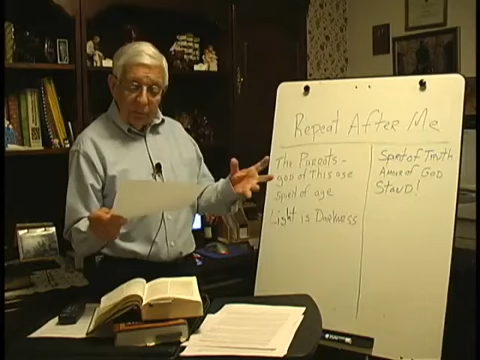 Repeat After Me
The Parrots -
god of this age
spirit of age
Light is Darkness
Spirit of Truth
Amor of GOD
Stand!